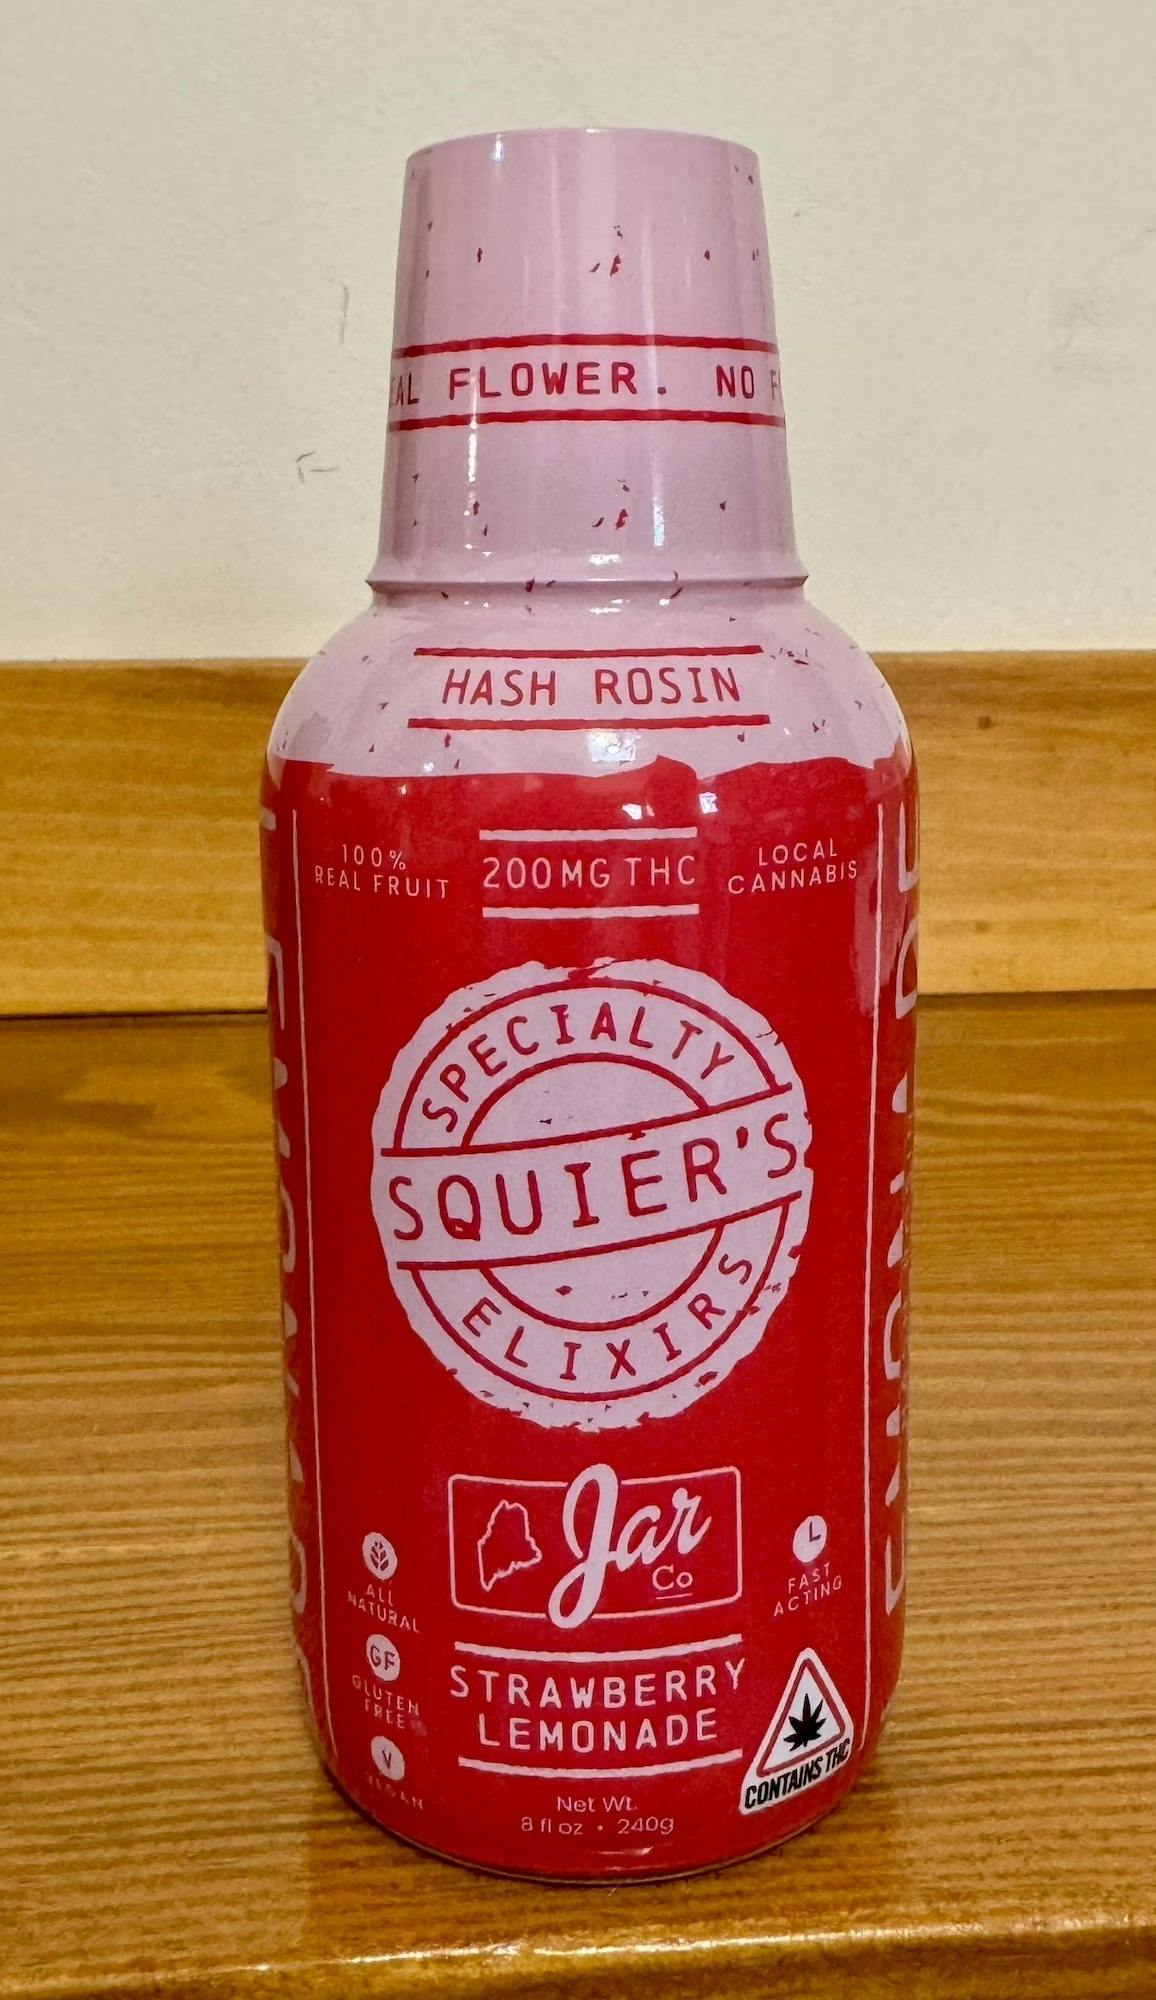 FLOWER. NO
HASH ROSIN
100%
REAL FRUIT
200MG THC
LOCAL
CANNABIS
SPECIALTY
SQUIER'S
ELIXIRS
Jar
Co
ALL
NATURAL
GF
GLUTEN
FREE
V
VEGAN
L
FAST
ACTING
STRAWBERRY
LEMONADE
CONTAINS THC
Net Wt.
8 fl oz • 240g